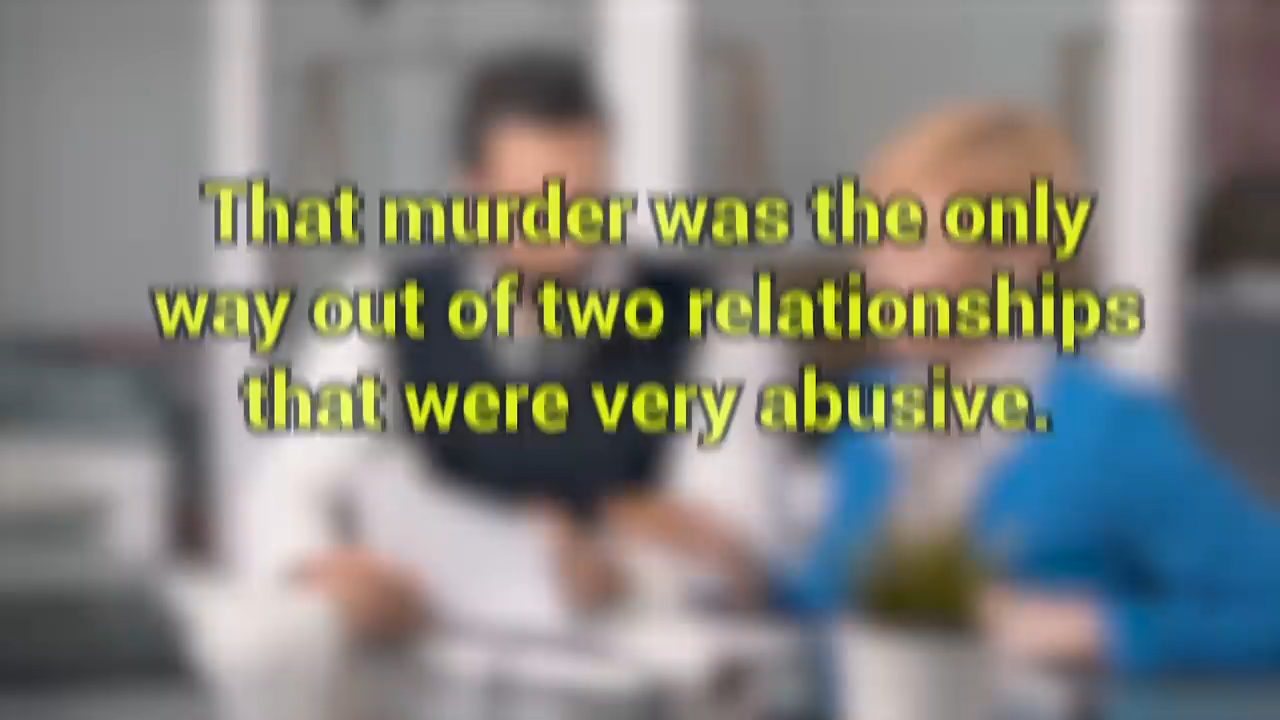 That murder was the only
way out of two relationships
that were very abusive.